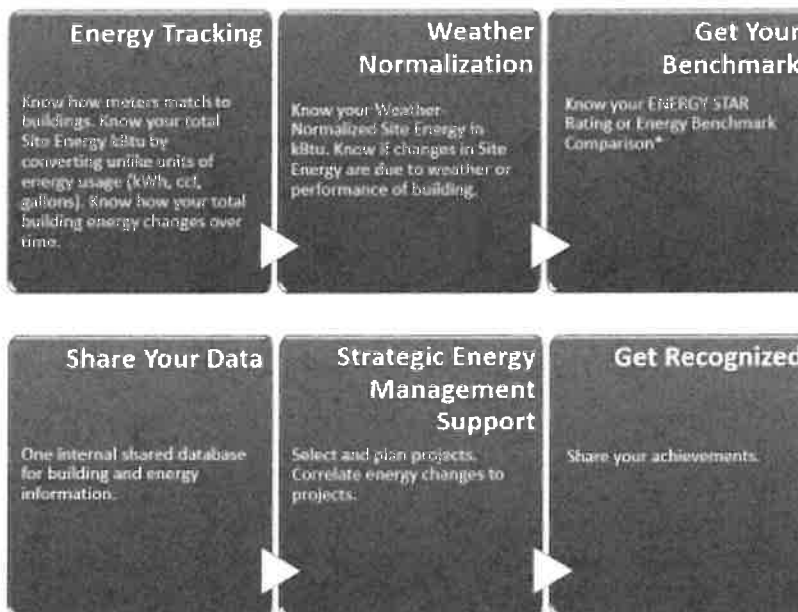 Energy Tracking
Know how meters match to
buildings. Know your total
Site Energy kBtu by
converting unlike units of
energy usage (kWh, ccf,
gallons). Know how your total
building energy changes over
time.
Weather
Normalization
Know your Weather-
Normalized Site Energy in
kBtu. Know if changes in Site
Energy are due to weather or
performance of building.
Get Your
Benchmark
Know your ENERGY STAR
Rating or Energy Benchmark
Comparison*
Share Your Data
One internal shared database
for building and energy
information.
Strategic Energy
Management
Support
Select and plan projects.
Correlate energy changes to
projects.
Get Recognized
Share your achievements.